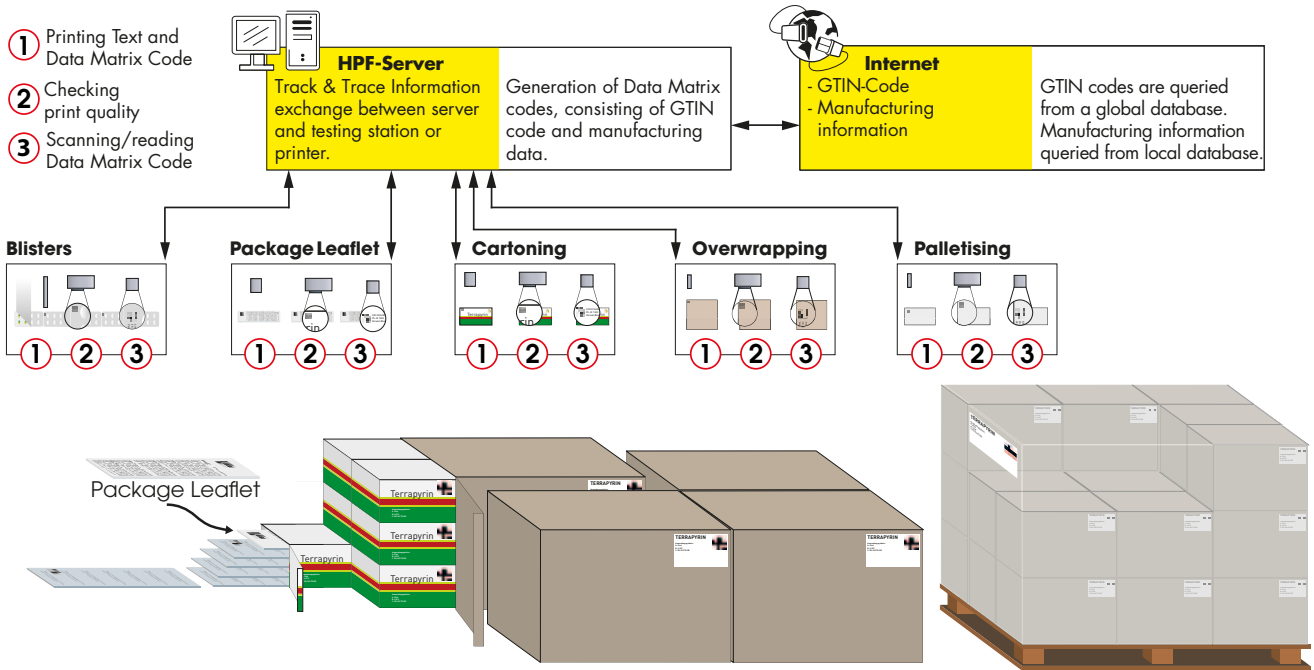 1 Printing Text and
Data Matrix Code
2 Checking
print quality
3 Scanning/reading
Data Matrix Code
HPF-Server
Track & Trace Information
exchange between server
and testing station or
printer.
Generation of Data Matrix
codes, consisting of GTIN
code and manufacturing
data.
Internet
- GTIN-Code
- Manufacturing
information
GTIN codes are queried
from a global database.
Manufacturing information
queried from local database.
Blisters
1 2 3
Package Leaflet
rin
1 2 3
Cartoning
Terrapyrin
rin
1 2 3
Overwrapping
1 2 3
Palletising
1 2 3
Package Leaflet
Terrapyrin
Terrapyrin
Terrapyrin
Terrapyrin
TERRAPYRIN
TERRAPYRIN
TERRAPYRIN
TERRAPYRIN